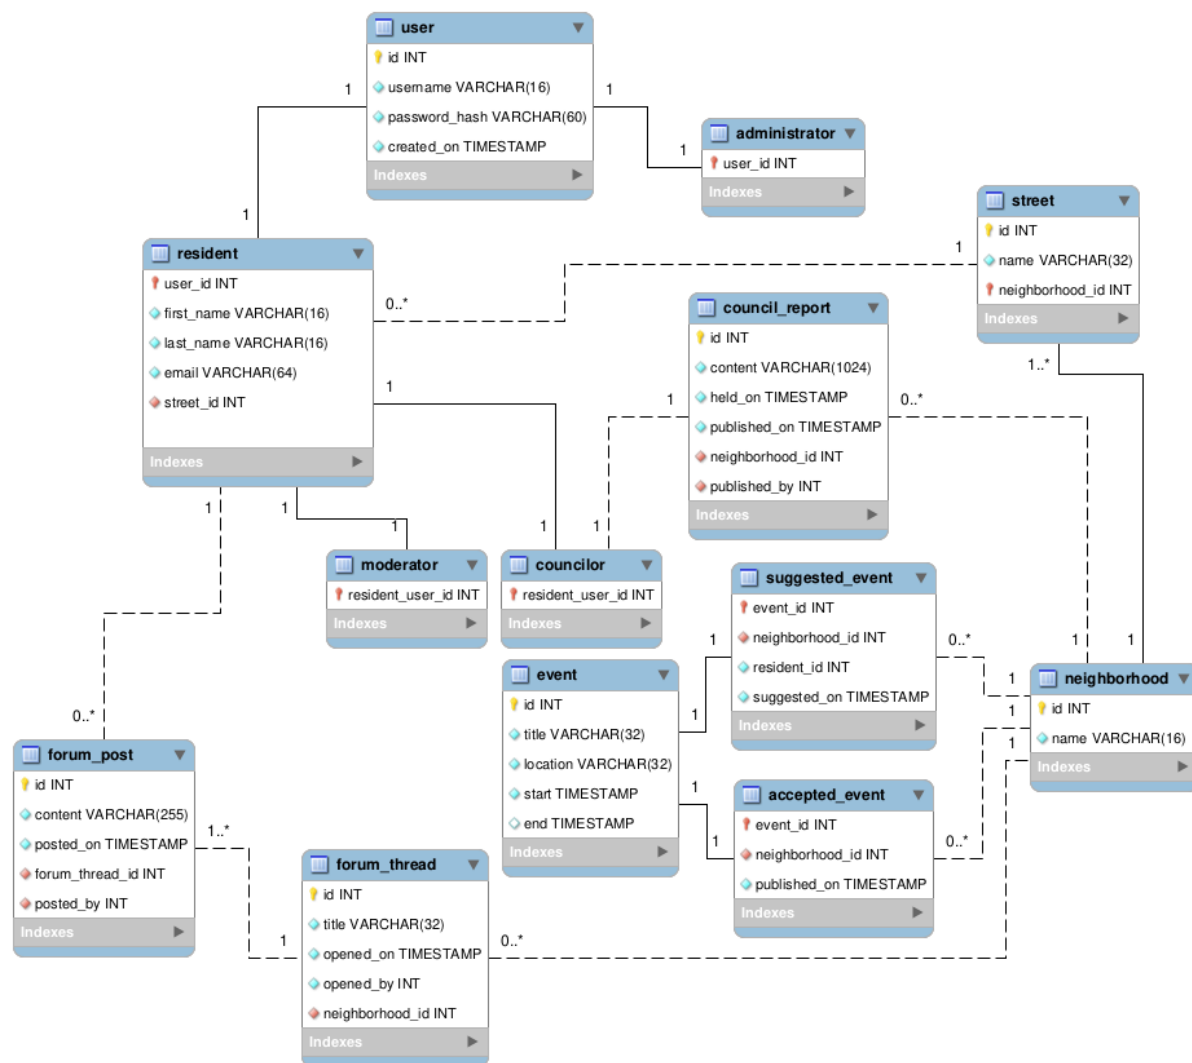 user
id INT
username VARCHAR(16)
password_hash VARCHAR(60)
created_on TIMESTAMP
Indexes
1
1
administrator
user_id INT
Indexes
1
1
street
id INT
name VARCHAR(32)
neighborhood_id INT
Indexes
1
1..*
resident
user_id INT
first_name VARCHAR(16)
last_name VARCHAR(16)
email VARCHAR(64)
street_id INT
Indexes
0..*
1
1
1
council_report
id INT
content VARCHAR(1024)
held_on TIMESTAMP
published_on TIMESTAMP
neighborhood_id INT
published_by INT
Indexes
1
0..*
moderator
resident_user_id INT
Indexes
1
councilor
resident_user_id INT
Indexes
1
1
suggested_event
event_id INT
neighborhood_id INT
resident_id INT
suggested_on TIMESTAMP
Indexes
1
0..*
event
id INT
title VARCHAR(32)
location VARCHAR(32)
start TIMESTAMP
end TIMESTAMP
Indexes
1
1
neighborhood
id INT
name VARCHAR(16)
Indexes
1
1
1
1
1
accepted_event
event_id INT
neighborhood_id INT
published_on TIMESTAMP
Indexes
1
0..*
forum_post
id INT
content VARCHAR(255)
posted_on TIMESTAMP
forum_thread_id INT
posted_by INT
Indexes
0..*
1..*
forum_thread
id INT
title VARCHAR(32)
opened_on TIMESTAMP
opened_by INT
neighborhood_id INT
Indexes
1
0..*